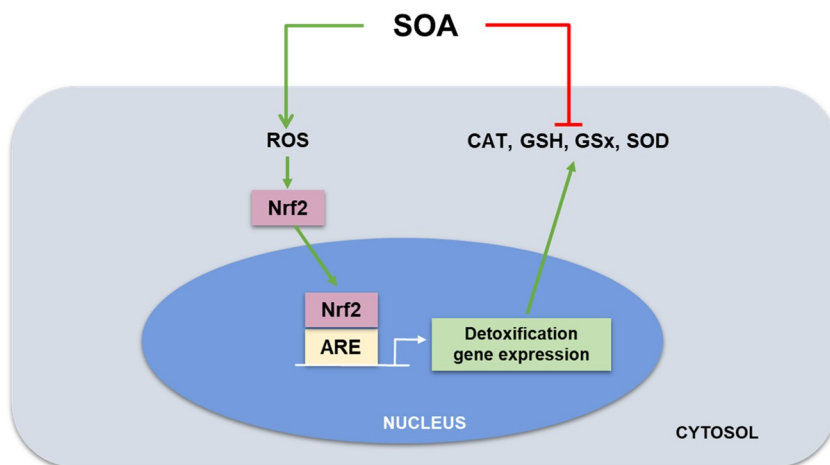 SOA
ROS
CAT, GSH, GSx, SOD
Nrf2
Nrf2
ARE
Detoxification
gene expression
NUCLEUS
CYTOSOL